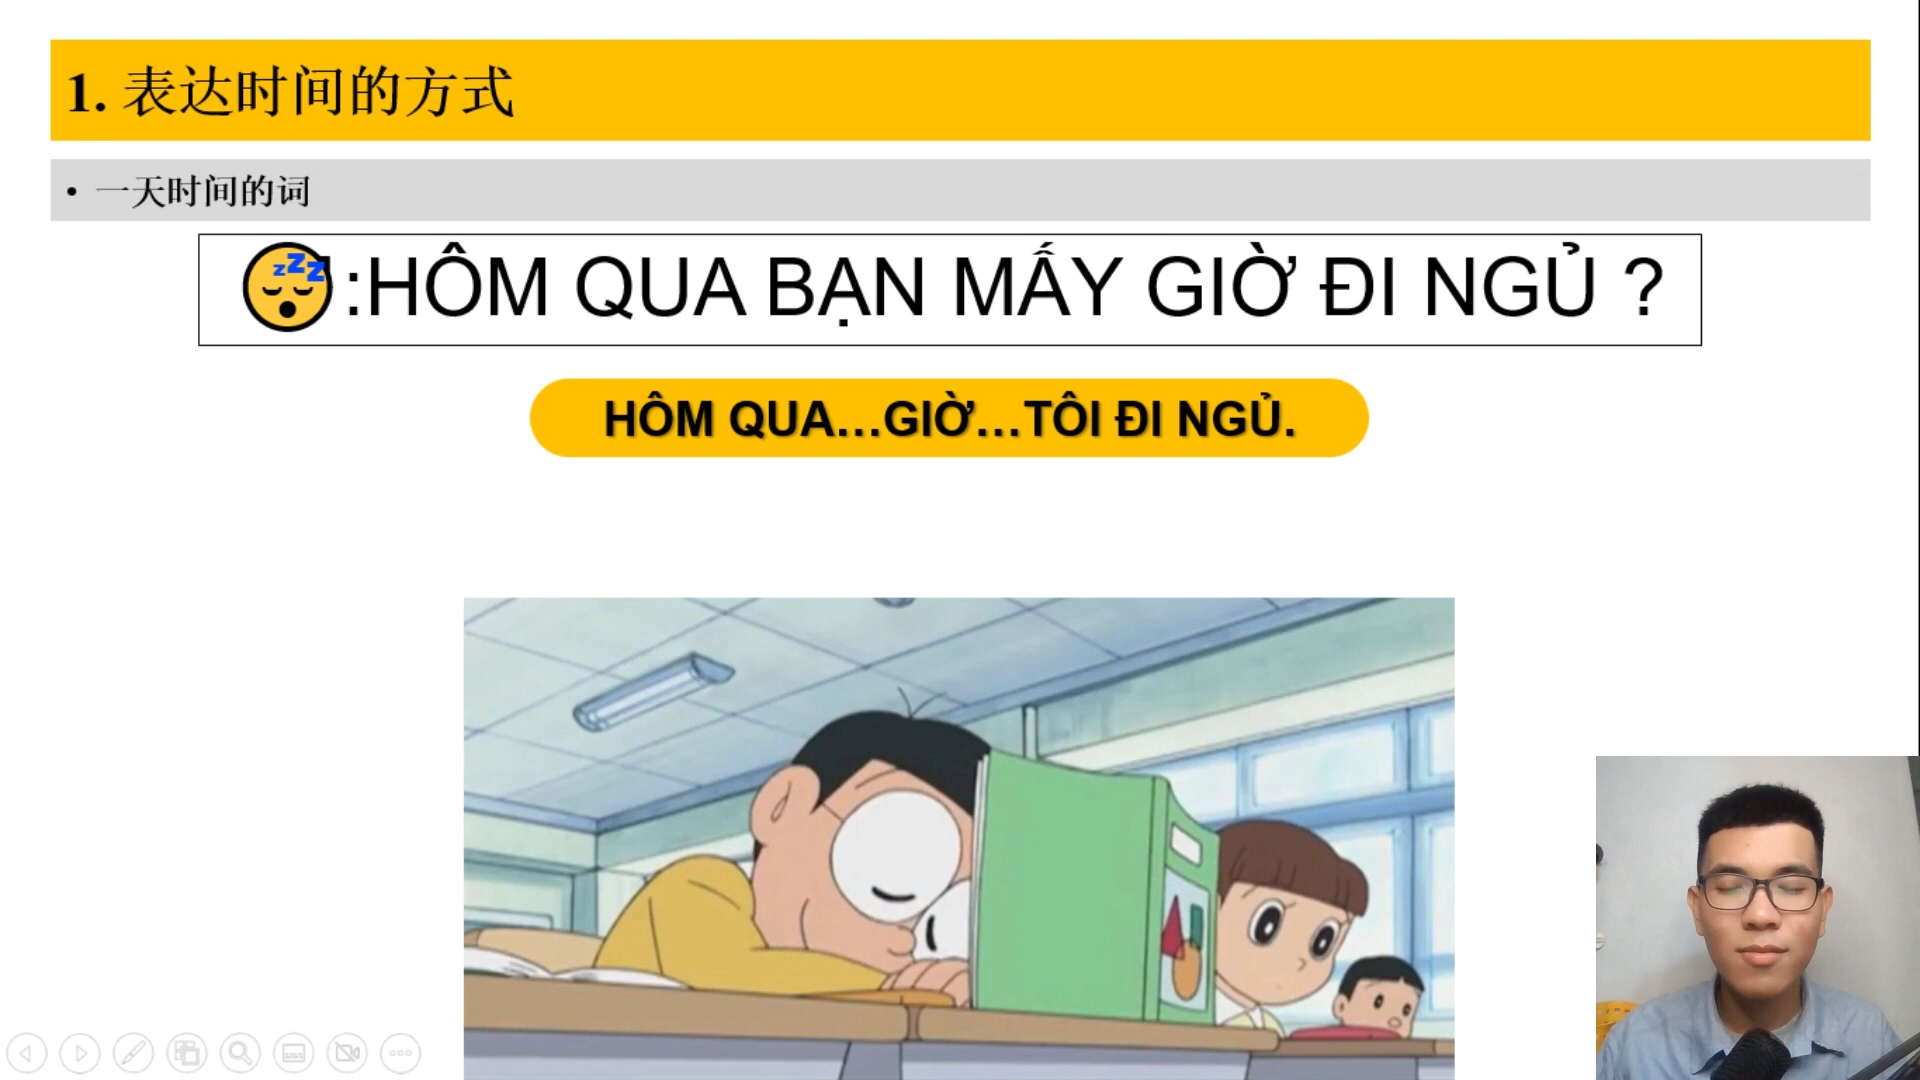 1. 表达时间的方式
• 一天时间的词
😴:HÔM QUA BẠN MẤY GIỜ ĐI NGỦ ?
HÔM QUA...GIỜ...TÔI ĐI NGỦ.